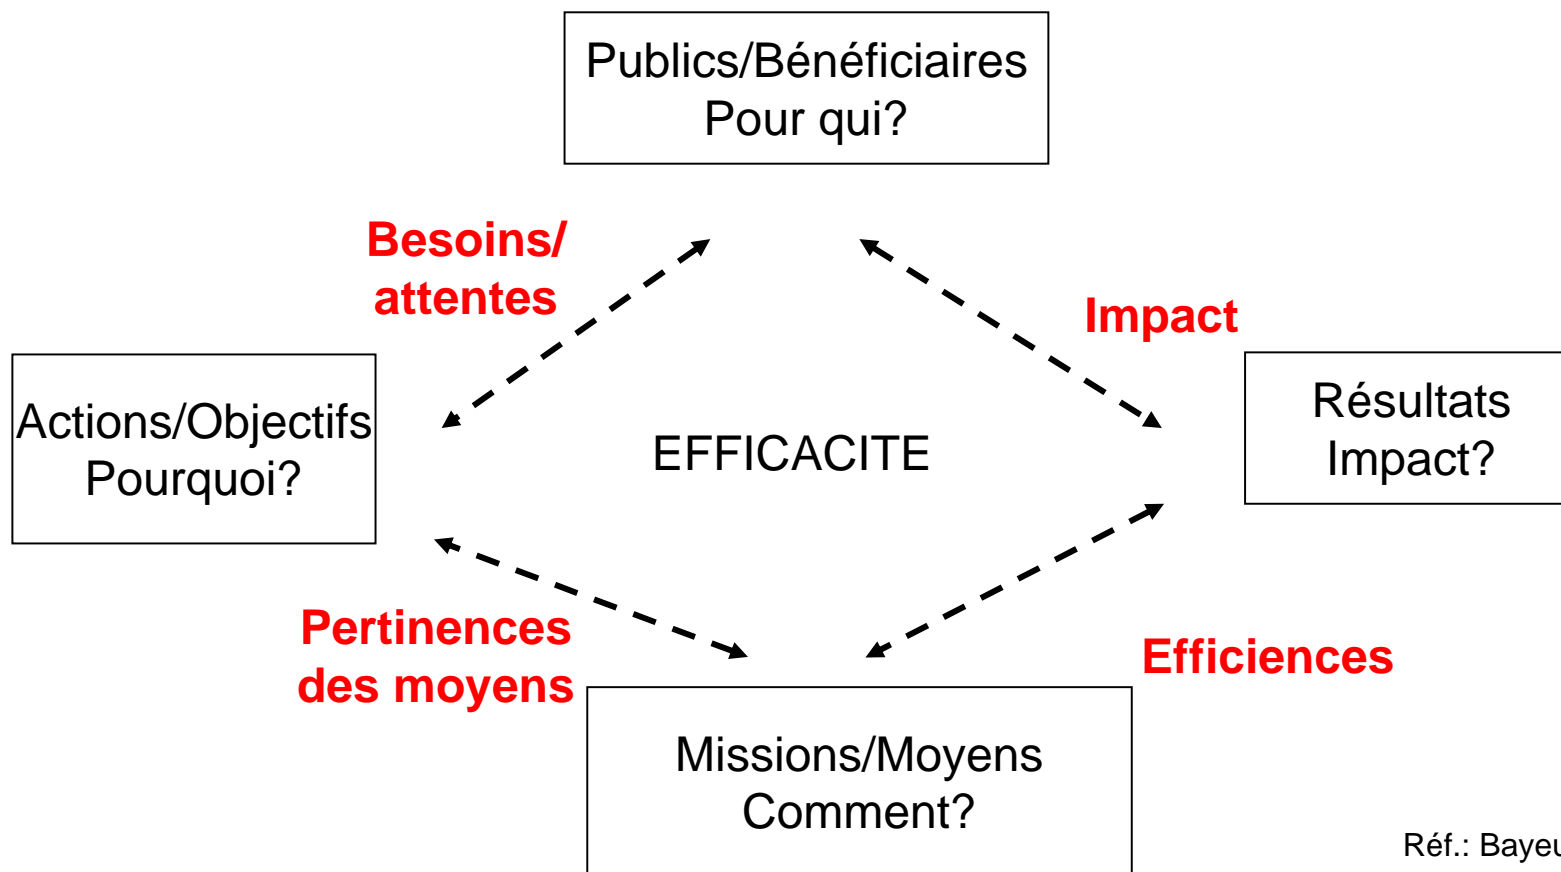 Publics/Bénéficiaires
Pour qui?
Besoins/
attentes
Impact
Actions/Objectifs
Pourquoi?
EFFICACITE
Résultats
Impact?
Pertinences
des moyens
Efficiences
Missions/Moyens
Comment?
Réf.: Bayeu